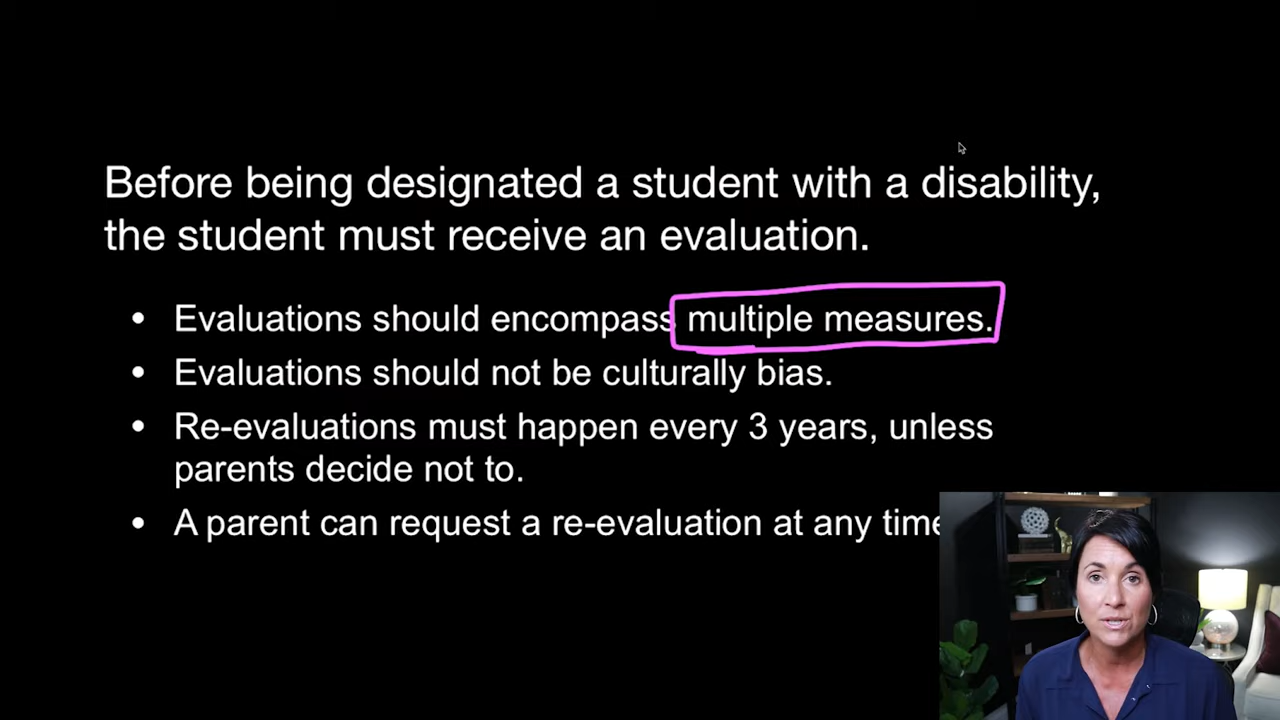 Before being designated a student with a disability,
the student must receive an evaluation.
• Evaluations should encompass multiple measures.
• Evaluations should not be culturally bias.
• Re-evaluations must happen every 3 years, unless
parents decide not to.
• A parent can request a re-evaluation at any time